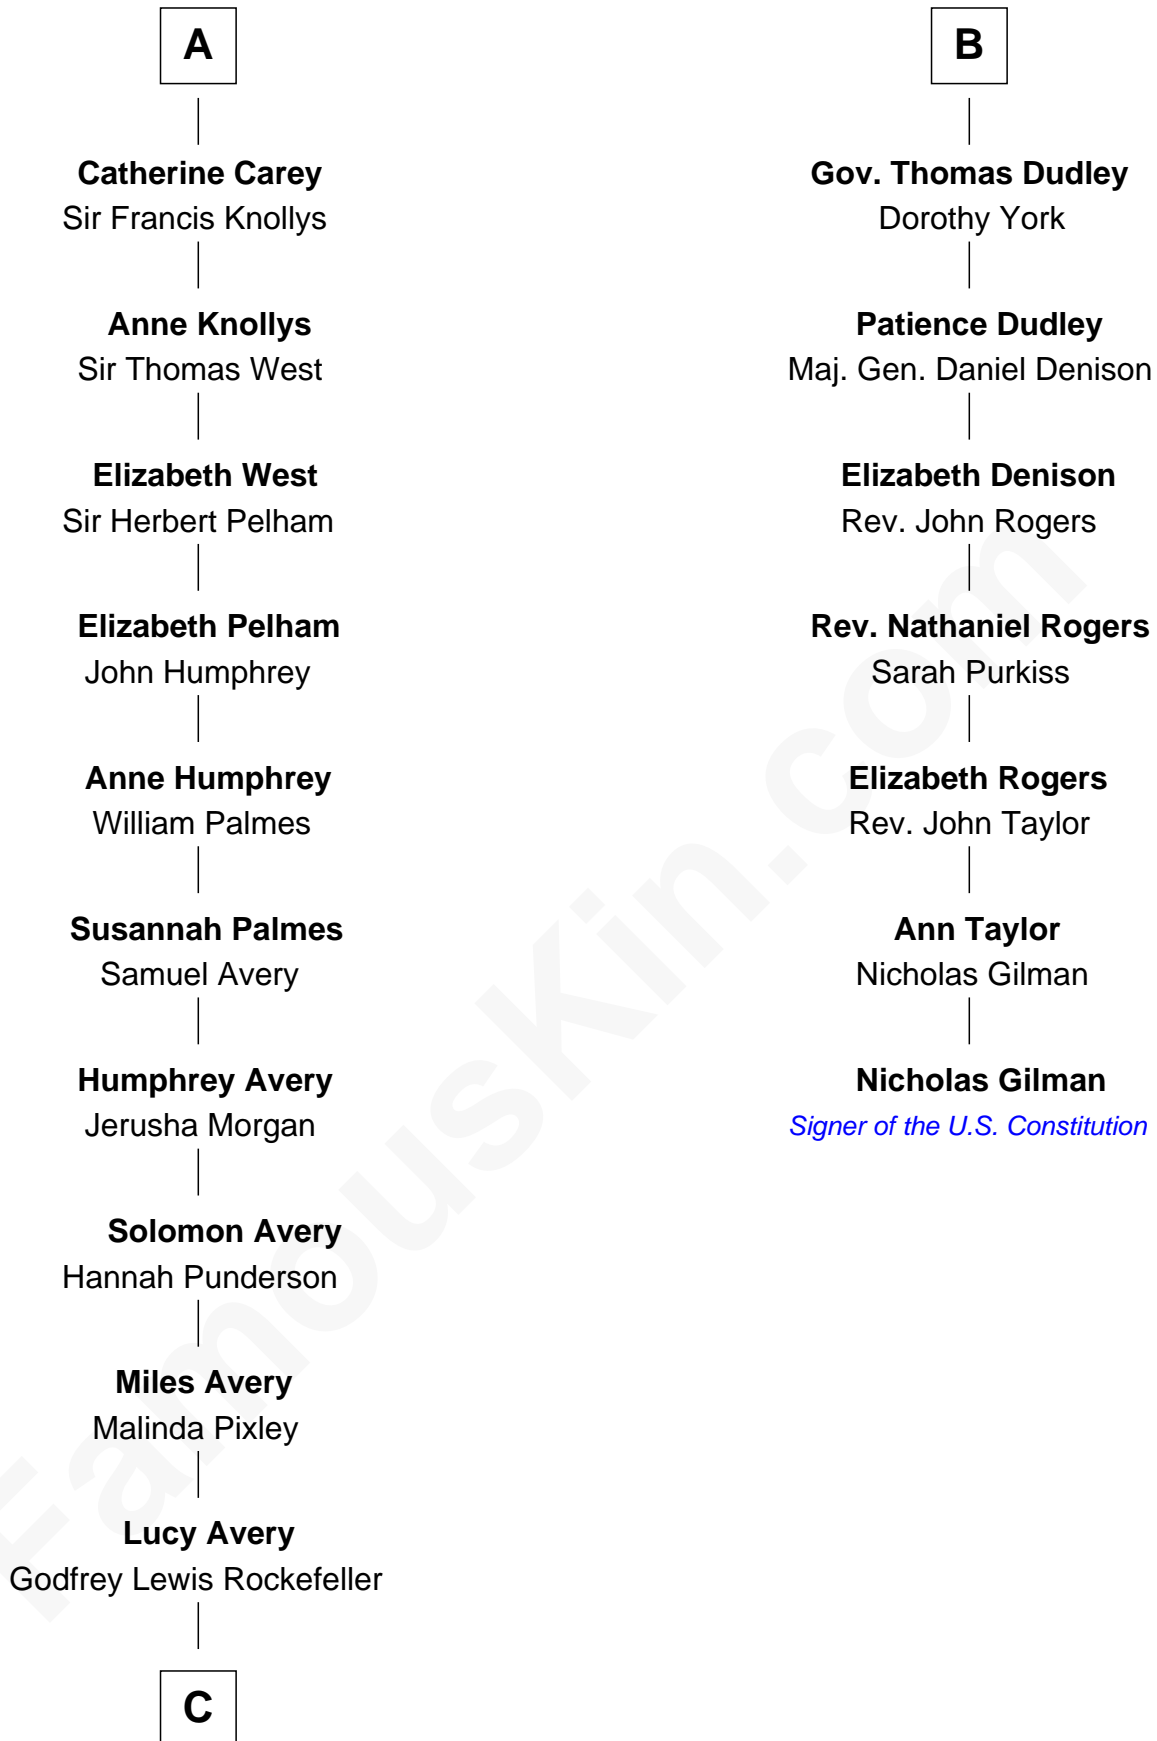 A
Catherine Carey
Sir Francis Knollys
Anne Knollys
Sir Thomas West
Elizabeth West
Sir Herbert Pelham
Elizabeth Pelham
John Humphrey
Anne Humphrey
William Palmes
Susannah Palmes
Samuel Avery
Humphrey Avery
Jerusha Morgan
Solomon Avery
Hannah Punderson
Miles Avery
Malinda Pixley
Lucy Avery
Godfrey Lewis Rockefeller
C
B
Gov. Thomas Dudley
Dorothy York
Patience Dudley
Maj. Gen. Daniel Denison
Elizabeth Denison
Rev. John Rogers
Rev. Nathaniel Rogers
Sarah Purkiss
Elizabeth Rogers
Rev. John Taylor
Ann Taylor
Nicholas Gilman
Nicholas Gilman
Signer of the U.S. Constitution
FamousKin.com